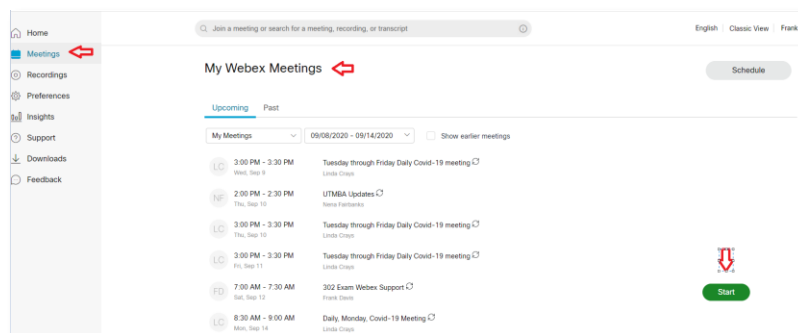 Home
Meetings
Recordings
Preferences
Insights
Support
Downloads
Feedback
Join a meeting or search for a meeting, recording, or transcript
English Classic View Frank
My Webex Meetings
Schedule
Upcoming Past
My Meetings 09/08/2020 - 09/14/2020 Show earlier meetings
LC 3:00 PM - 3:30 PM Tuesday through Friday Daily Covid-19 meeting
Wed, Sep 9 Linda Crays
NF 2:00 PM - 2:30 PM UTMBA Updates
Thu, Sep 10 Nena Fairbanks
LC 3:00 PM - 3:30 PM Tuesday through Friday Daily Covid-19 meeting
Thu, Sep 10 Linda Crays
LC 3:00 PM - 3:30 PM Tuesday through Friday Daily Covid-19 meeting
Fri, Sep 11 Linda Crays
FD 7:00 AM - 7:30 AM 302 Exam Webex Support Start
Sat, Sep 12 Frank Davis
LC 8:30 AM - 9:00 AM Daily, Monday, Covid-19 Meeting
Mon, Sep 14 Linda Crays